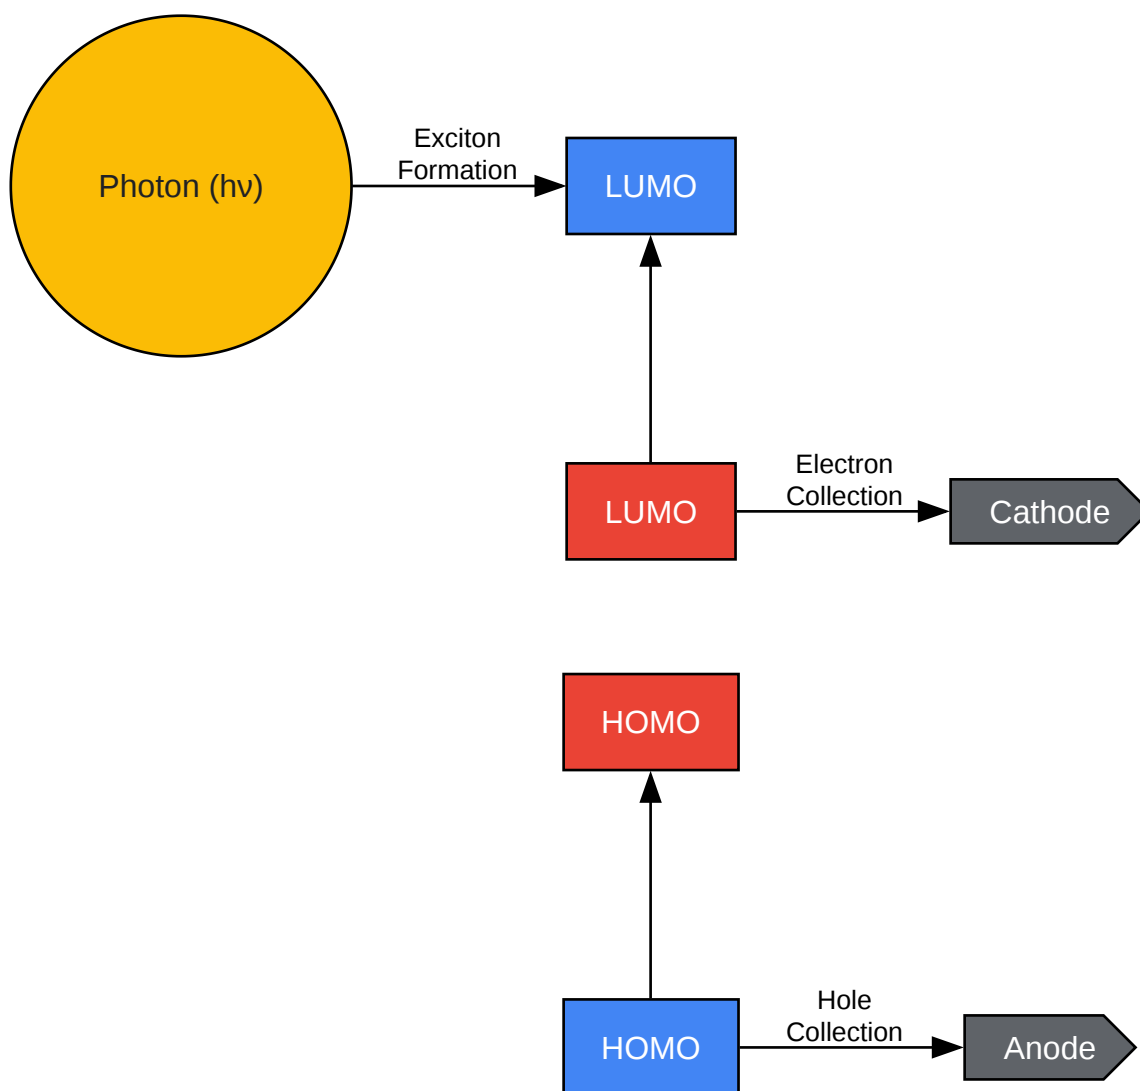 Exciton
Formation
Photon (hν)
LUMO
LUMO
Electron
Collection
Cathode
HOMO
HOMO
Hole
Collection
Anode